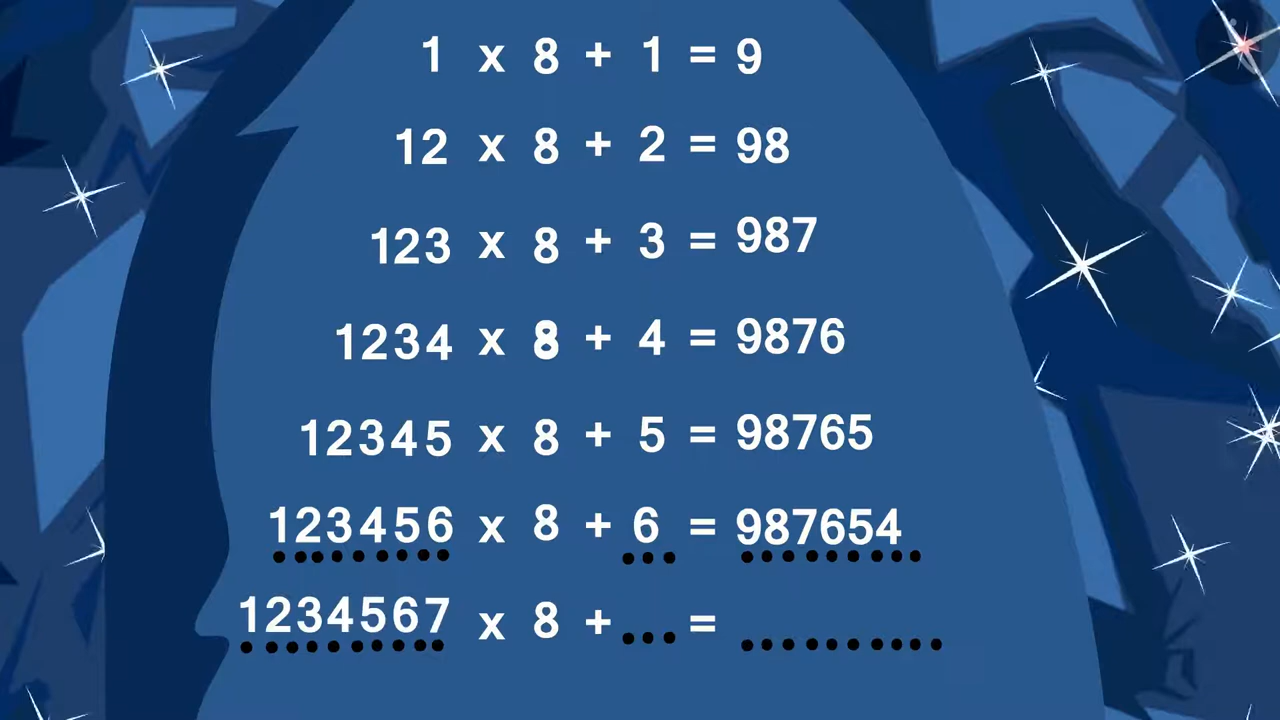 1 x 8 + 1 = 9
12 x 8 + 2 = 98
123 x 8 + 3 = 987
1234 x 8 + 4 = 9876
12345 x 8 + 5 = 98765
123456 x 8 + 6 = 987654
1234567 x 8 + ... = .........